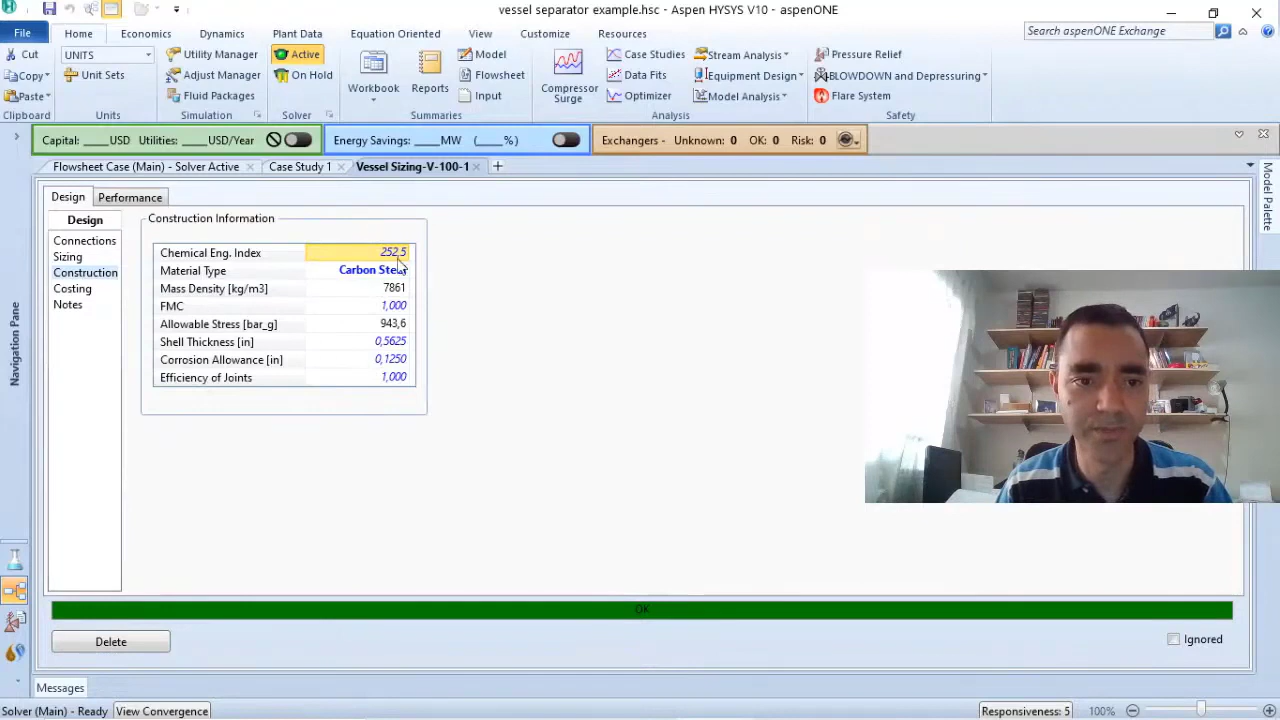 vessel separator example.hsc - Aspen HYSYS V10 - aspenONE
File Home Economics Dynamics Plant Data Equation Oriented View Customize Resources
Search aspenONE Exchange
Cut UNITS Utility Manager Active Model Case Studies Stream Analysis Pressure Relief
Copy Unit Sets Adjust Manager On Hold Workbook Reports Flowsheet Compressor Surge Data Fits Equipment Design BLOWDOWN and Depressuring
Paste Fluid Packages Input Optimizer Model Analysis Flare System
Clipboard Units Simulation Solver Summaries Analysis Safety
Capital: ____USD Utilities: ____USD/Year Energy Savings: ____MW (____%) Exchangers - Unknown: 0 OK: 0 Risk: 0
Flowsheet Case (Main) - Solver Active Case Study 1 Vessel Sizing-V-100-1
Model Palette
Navigation Pane
Design Performance
Design
Connections
Sizing
Construction
Costing
Notes
Construction Information
Chemical Eng. Index 252,5
Material Type Carbon Steel
Mass Density [kg/m3] 7861
FMC 1,000
Allowable Stress [bar_g] 943,6
Shell Thickness [in] 0,5625
Corrosion Allowance [in] 0,1250
Efficiency of Joints 1,000
OK
Delete Ignored
Messages
Solver (Main) - Ready View Convergence Responsiveness: 5 100%